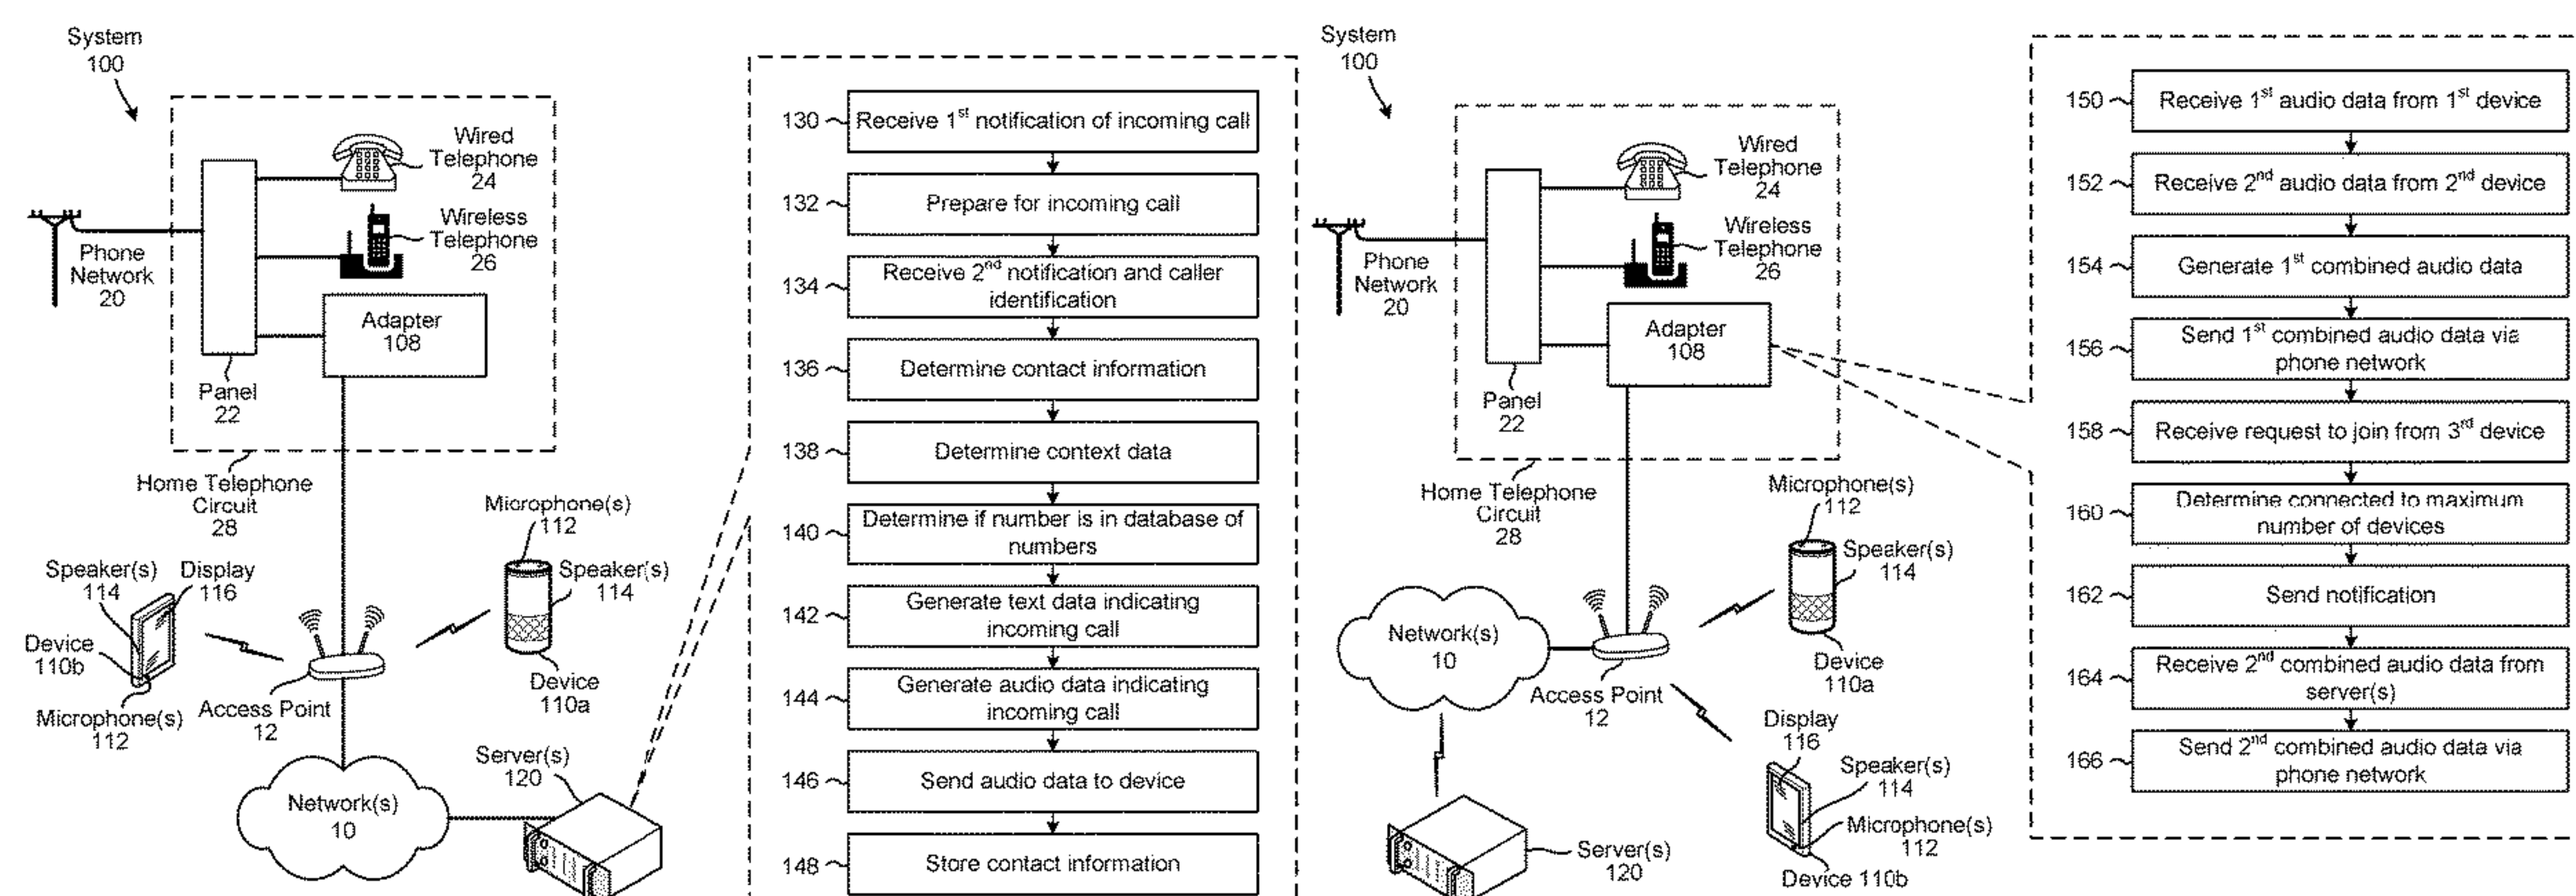 System
100
Wired
Telephone
24
Wireless
Telephone
26
Phone
Network
20
Adapter
108
Panel
22
Home Telephone
Circuit
28
Microphone(s)
112
Speaker(s)
114
Display
116
Speaker(s)
114
Device
110b
Microphone(s)
112
Access Point
12
Device
110a
Server(s)
120
Network(s)
10
130
Receive 1st notification of incoming call
132
Prepare for incoming call
134
Receive 2nd notification and caller
identification
136
Determine contact information
138
Determine context data
140
Determine if number is in database of
numbers
142
Generate text data indicating
incoming call
144
Generate audio data indicating
incoming call
146
Send audio data to device
148
Store contact information
System
100
Wired
Telephone
24
Wireless
Telephone
26
Phone
Network
20
Adapter
108
Panel
22
Home Telephone
Circuit
28
Microphone(s)
112
Speaker(s)
114
Network(s)
10
Access Point
12
Device
110a
Display
116
Speaker(s)
114
Microphone(s)
112
Device 110b
Server(s)
120
150
Receive 1st audio data from 1st device
152
Receive 2nd audio data from 2nd device
154
Generate 1st combined audio data
156
Send 1st combined audio data via
phone network
158
Receive request to join from 3rd device
160
Determine connected to maximum
number of devices
162
Send notification
164
Receive 2nd combined audio data from
server(s)
166
Send 2nd combined audio data via
phone network